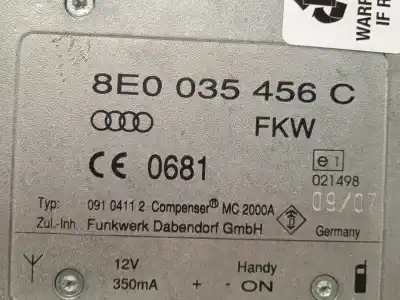 WARR
IF R
8E0 035 456 C
FKW
CE 0681
e1
021498
09/07
Typ: 091 0411 2 Compenser® MC 2000A
Zul.-Inh. Funkwerk Dabendorf GmbH
Germany
12V
350mA + - ON
Handy